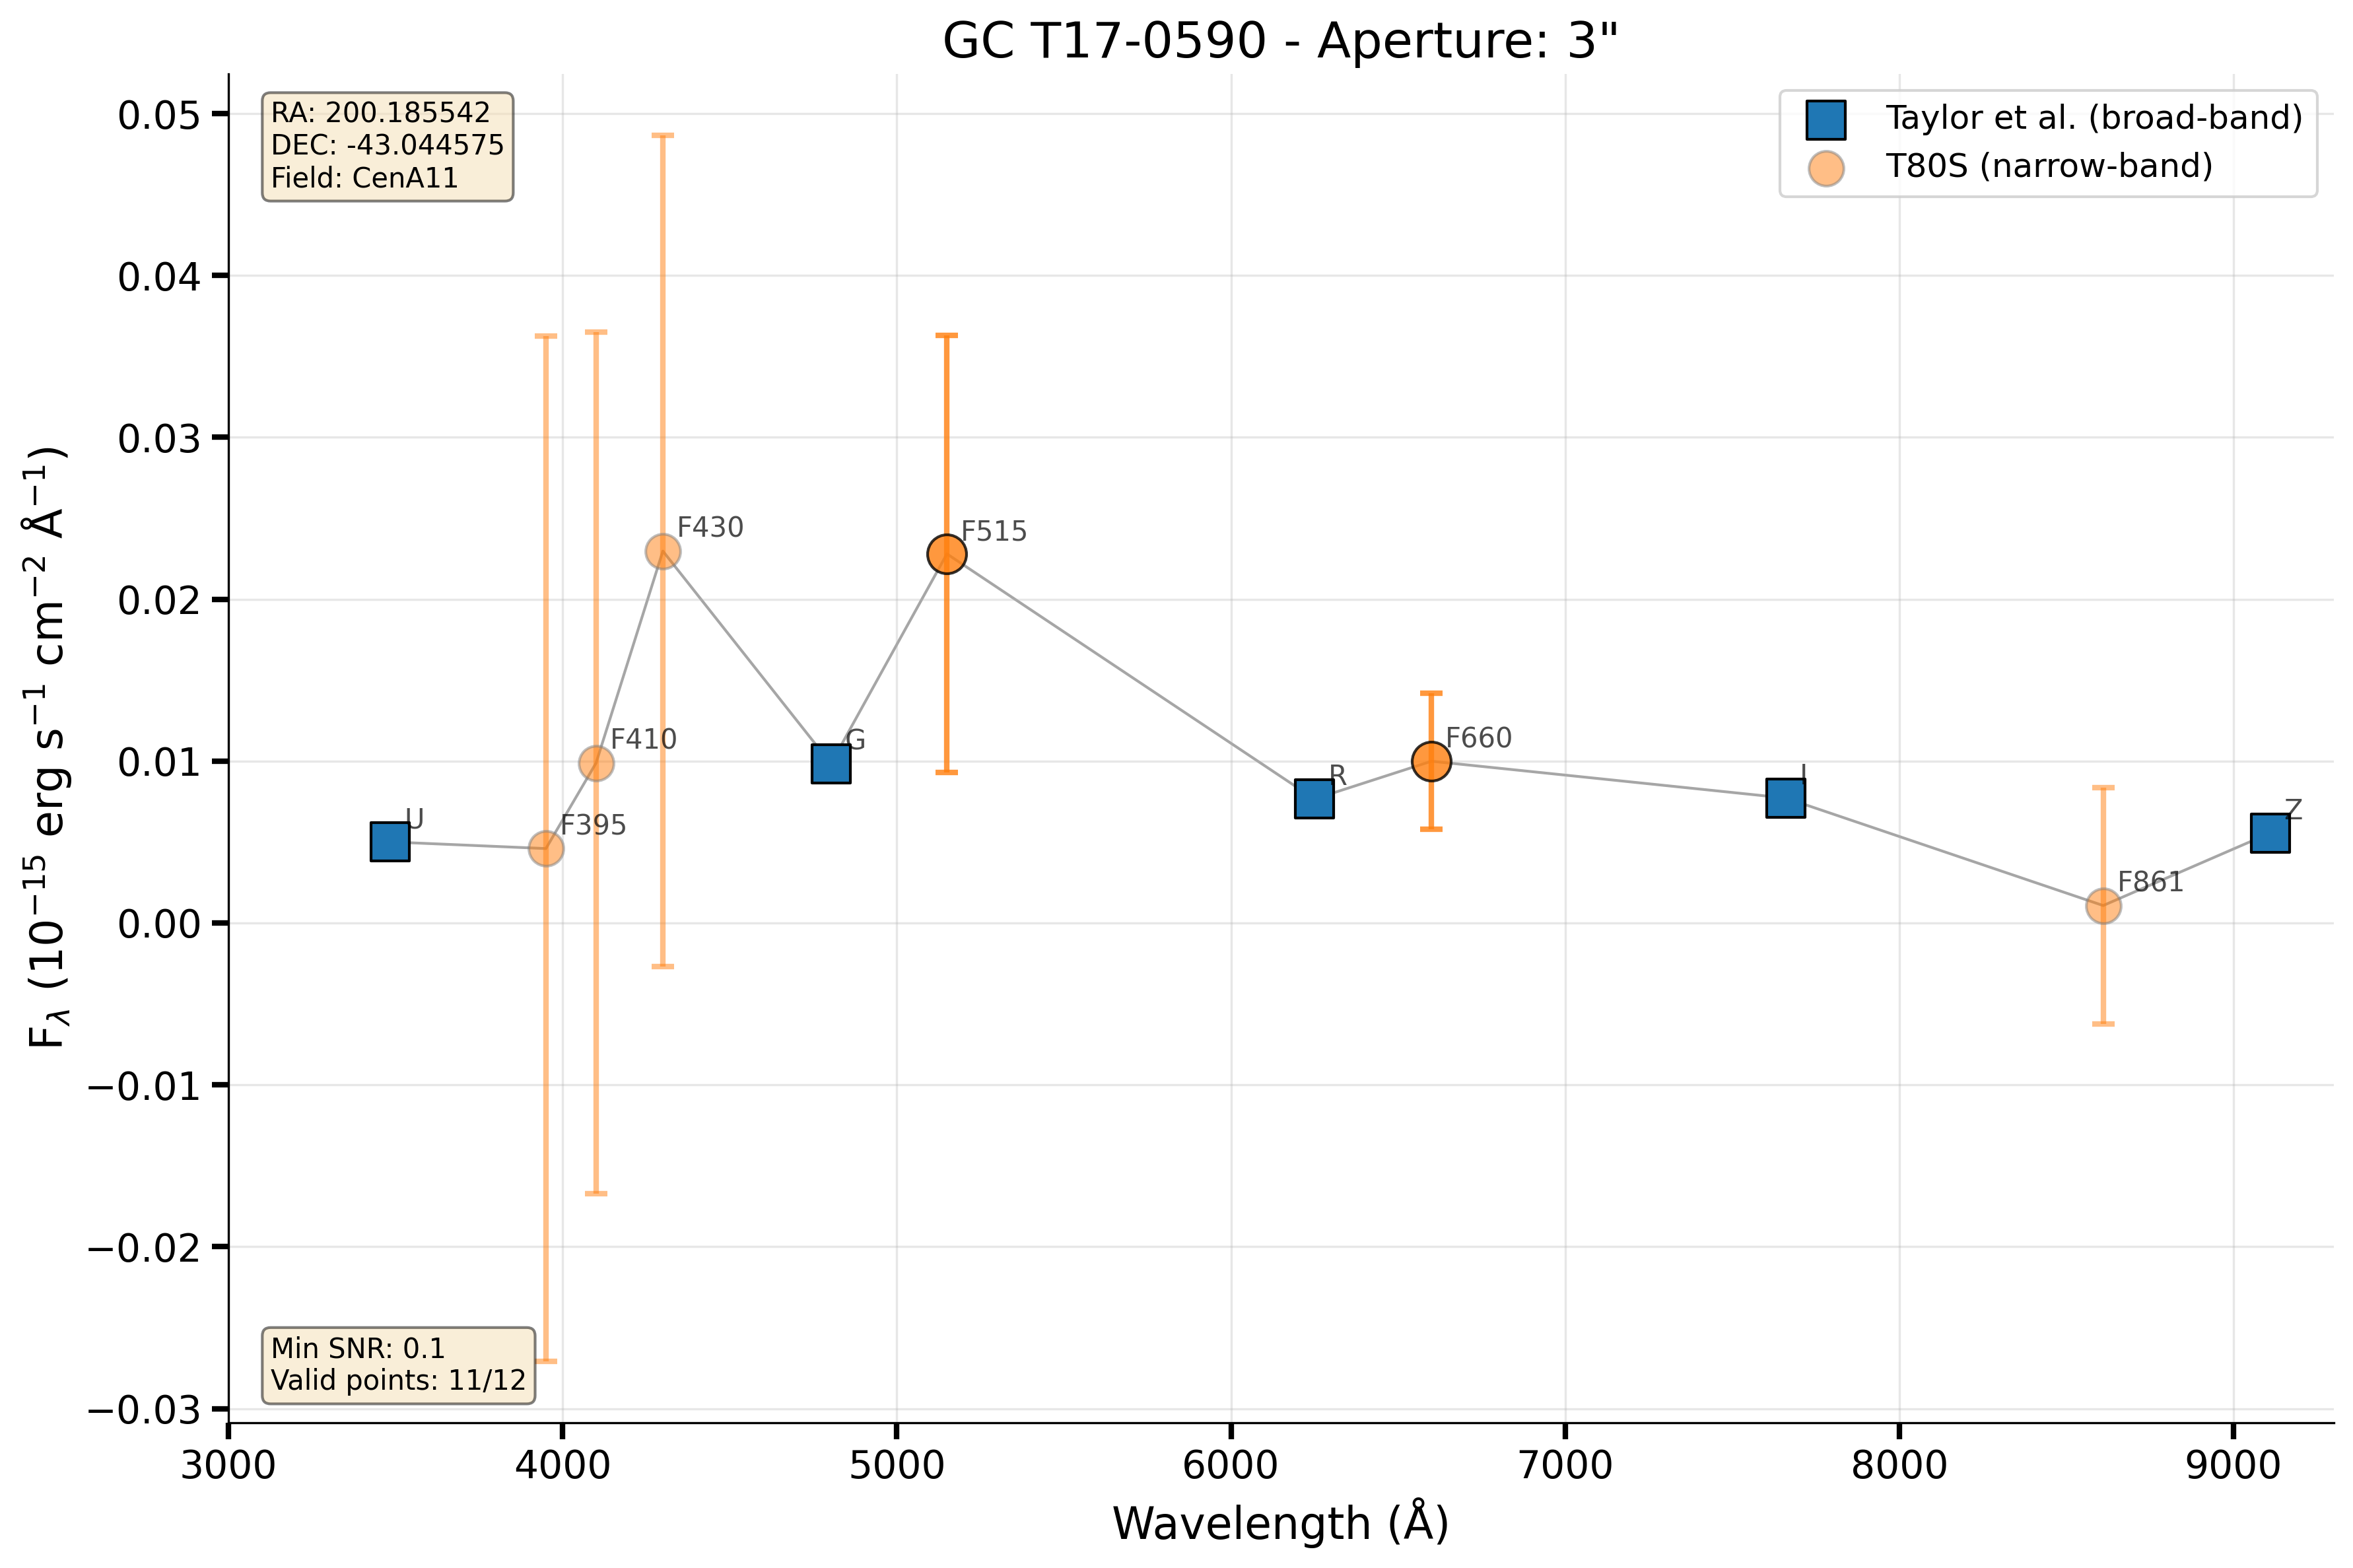 GC T17-0590 - Aperture: 3"
RA: 200.185542
DEC: -43.044575
Field: CenA11
Taylor et al. (broad-band)
T80S (narrow-band)
0.05
0.04
0.03
0.02
0.01
0.00
−0.01
−0.02
−0.03
F$_λ$ (10$^{−15}$ erg s$^{−1}$ cm$^{−2}$ Å$^{−1}$)
U
F395
F410
F430
G
F515
R
F660
I
F861
Z
Min SNR: 0.1
Valid points: 11/12
3000 4000 5000 6000 7000 8000 9000
Wavelength (Å)